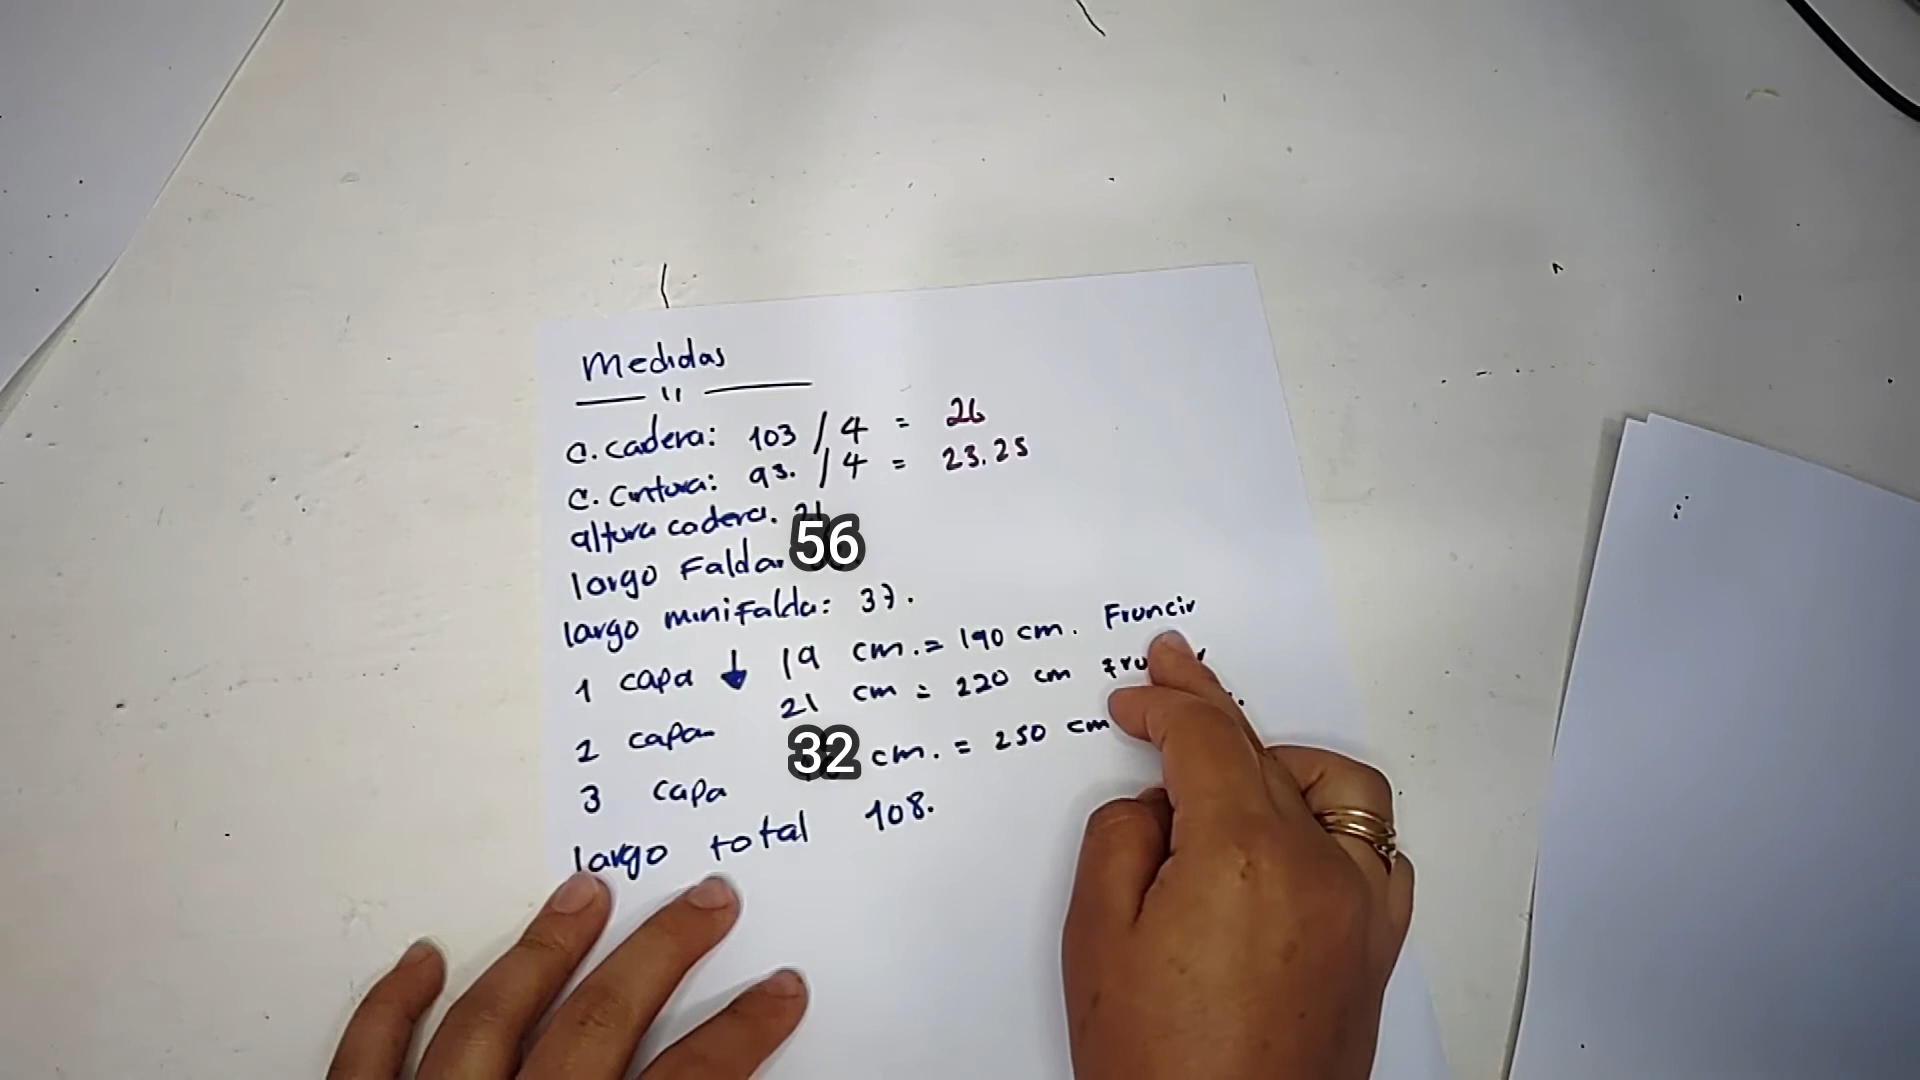 Medidas
"
C. cadera: 103 / 4 = 26
C. Cintura: 93. / 4 = 23.25
altura cadera. 21
largo Falda. 56
largo minifalda: 37.
1 capa ↓ 19 cm. = 190 cm. Fruncir
2 capa 21 cm = 220 cm
3 capa 32 cm. = 250 cm
largo total 108.